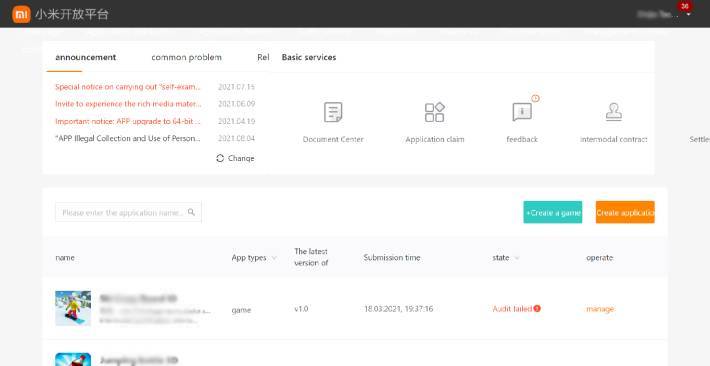 小米开放平台
36
announcement common problem Rel
Basic services
Special notice on carrying out "self-exam... 2021.07.15
Invite to experience the rich media mater... 2021.06.09
Important notice: APP upgrade to 64-bit ... 2021.04.19
"APP Illegal Collection and Use of Person... 2021.08.04
Change
Document Center
Application claim
feedback
Intermodal contract
Settle
Please enter the application name...
+Create a game
Create applicatio
name
App types
The latest
version of
Submission time
state
operate
game
v1.0
18.03.2021, 19:37:16
Audit failed
manage